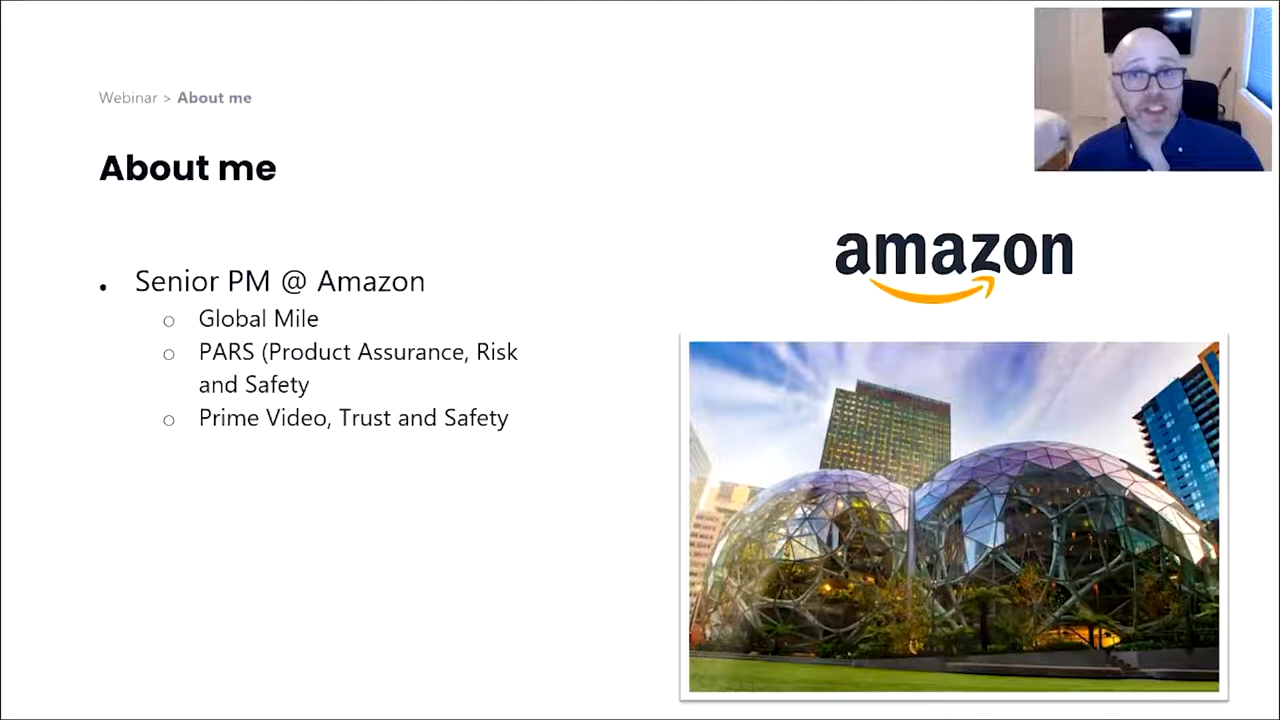 Webinar > About me
About me
• Senior PM @ Amazon
○ Global Mile
○ PARS (Product Assurance, Risk
and Safety
○ Prime Video, Trust and Safety
amazon